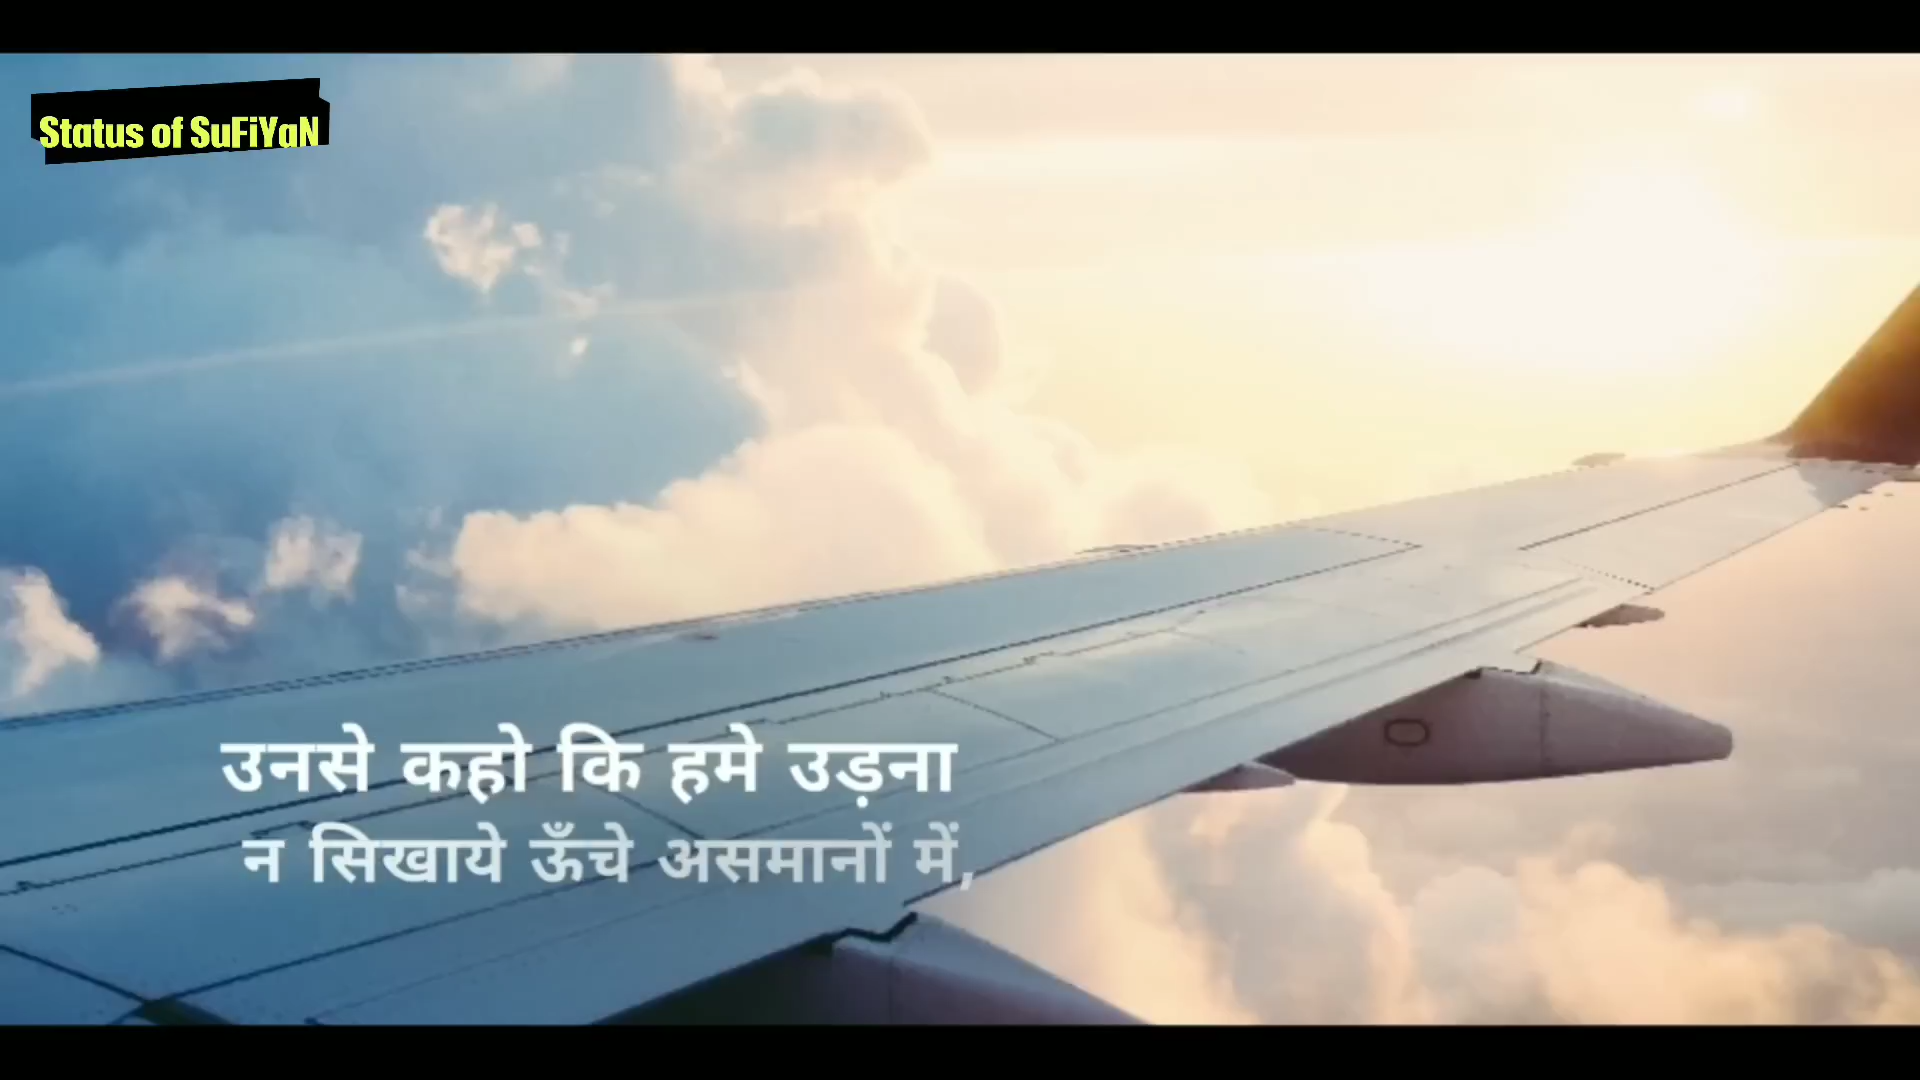 Status of SuFiYaN
उनसे कहो कि हमे उड़ना
न सिखाये ऊँचे असमानों में,